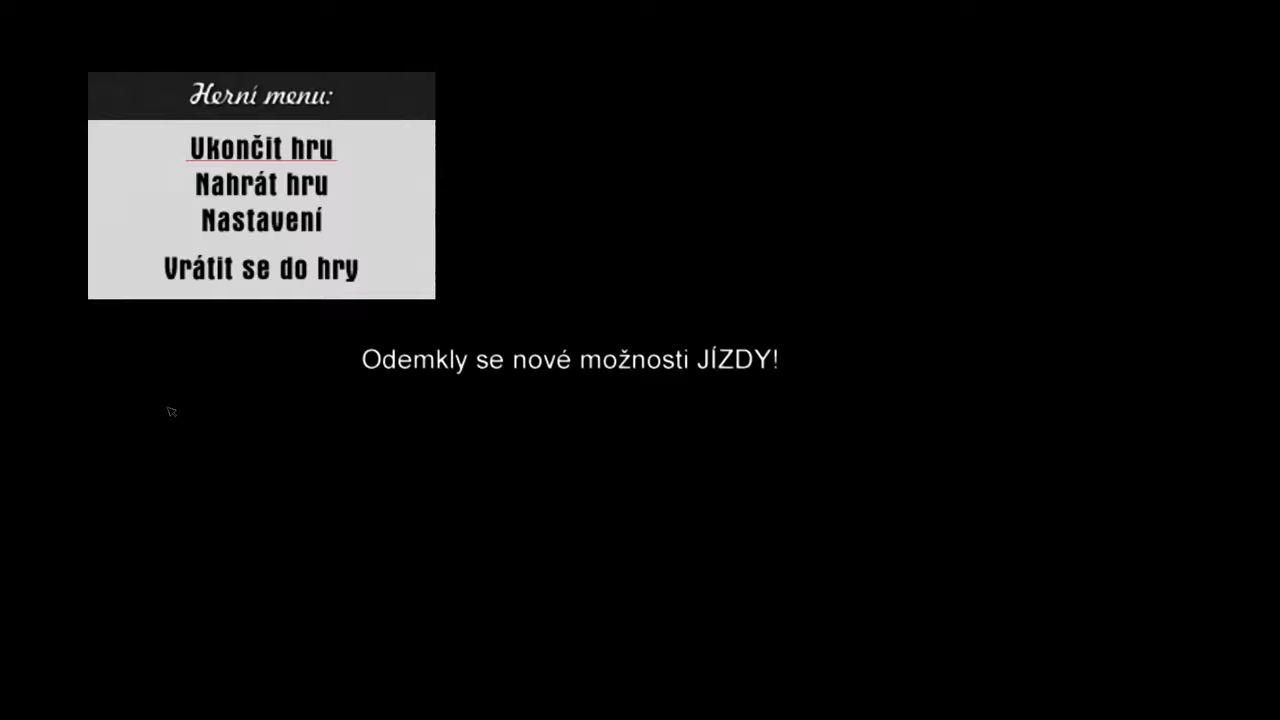 Herní menu:
Ukončit hru
Nahrát hru
Nastavení
Vrátit se do hry
Odemkly se nové možnosti JÍZDY!